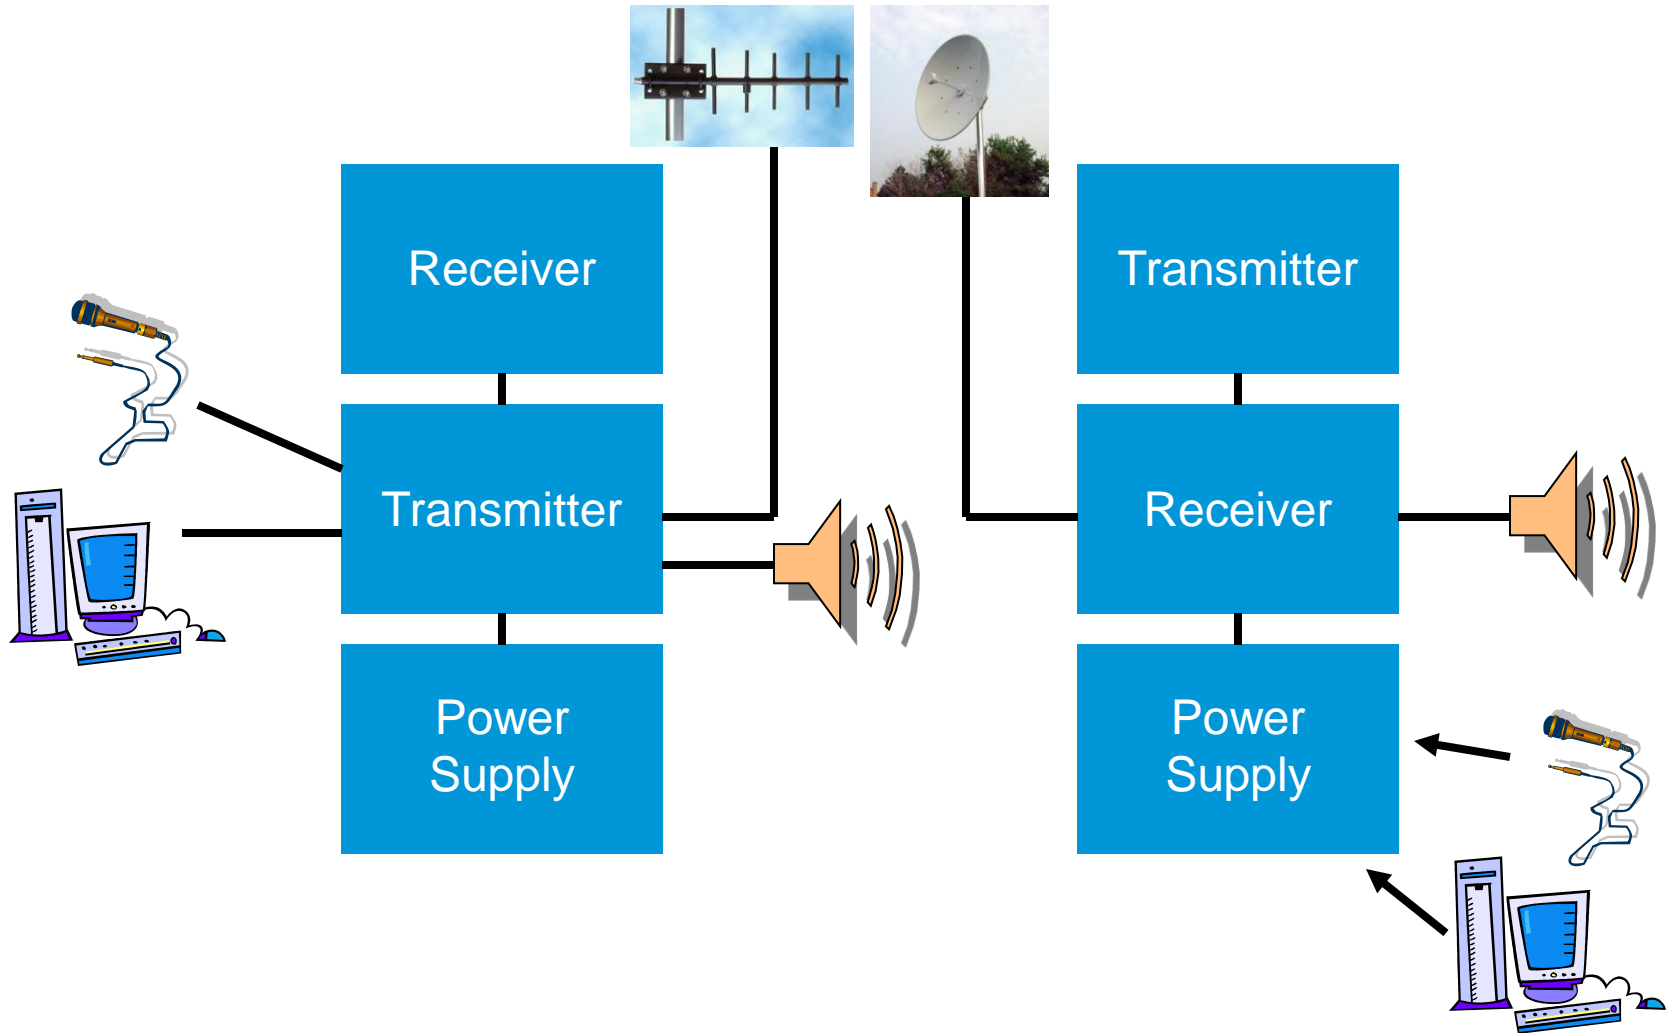 Receiver
Transmitter
Power
Supply
Transmitter
Receiver
Power
Supply